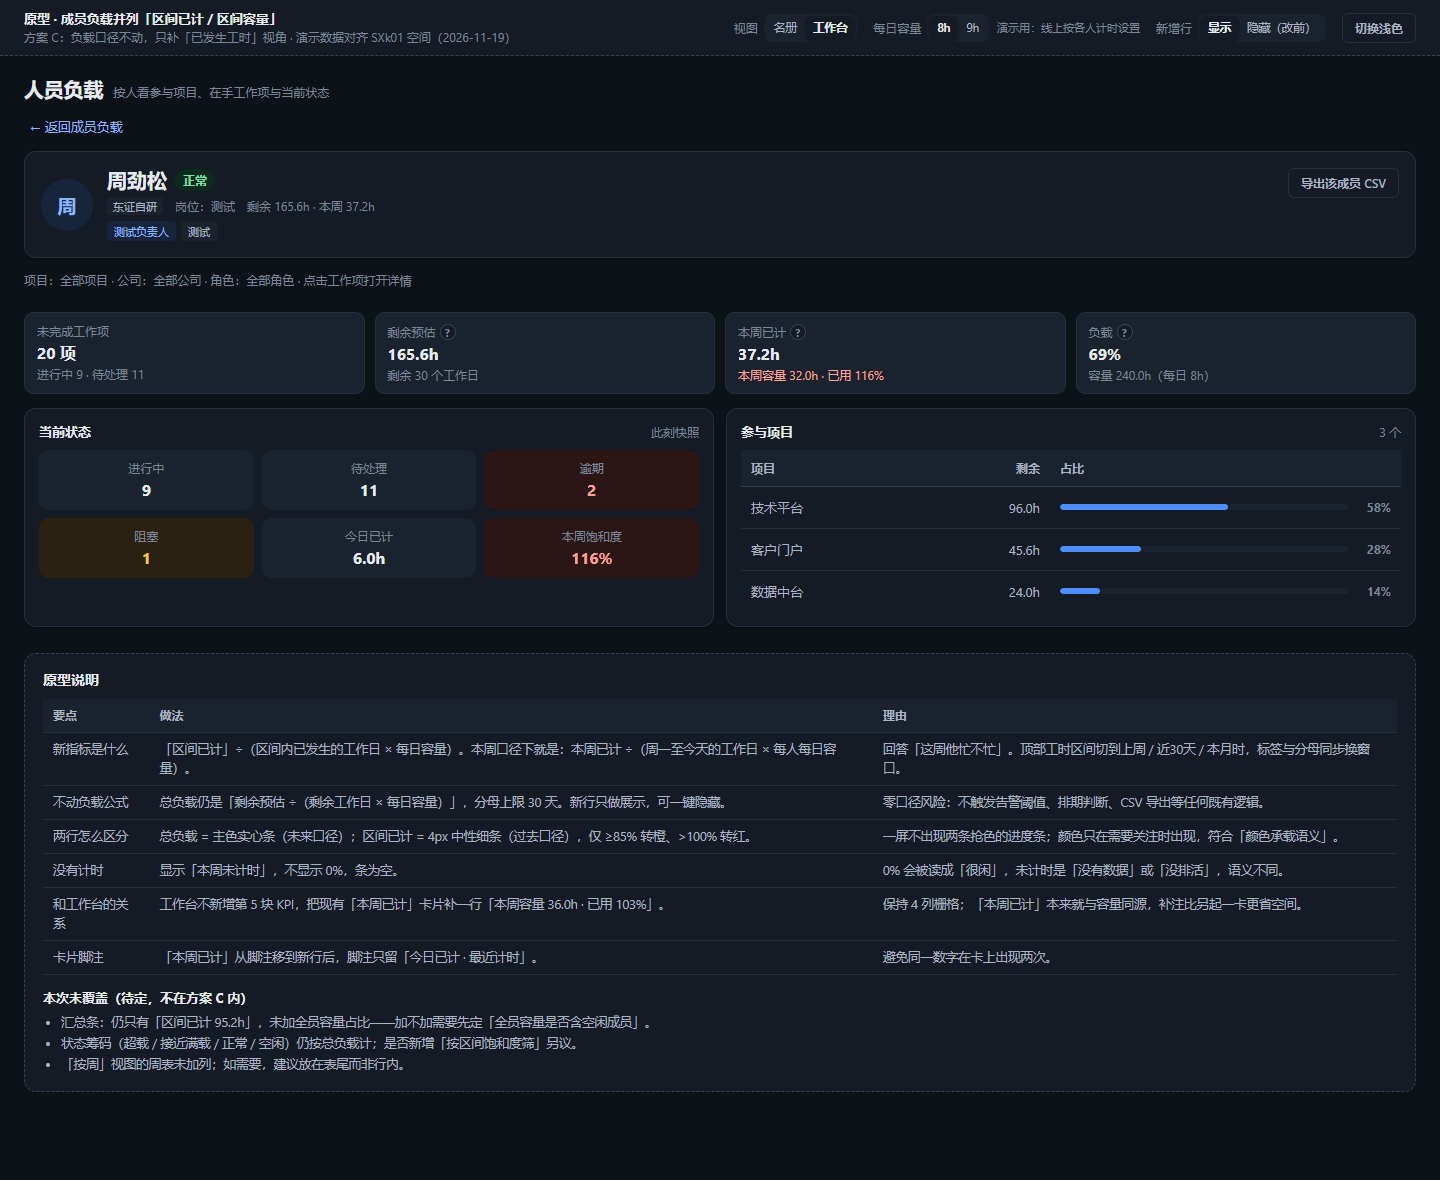 原型 · 成员负载并列「区间已计 / 区间容量」
方案 C：负载口径不动，只补「已发生工时」视角 · 演示数据对齐 SXk01 空间（2026-11-19）
视图 名册 工作台 每日容量 8h 9h 演示用：线上按各人计时设置 新增行 显示 隐藏（改前） 切换浅色
人员负载 按人看参与项目、在手工作项与当前状态
← 返回成员负载
周
周劲松 正常
东证自研 岗位：测试 剩余 165.6h · 本周 37.2h
测试负责人 测试
导出该成员 CSV
项目：全部项目 · 公司：全部公司 · 角色：全部角色 · 点击工作项打开详情
未完成工作项
20 项
进行中 9 · 待处理 11
剩余预估 ?
165.6h
剩余 30 个工作日
本周已计 ?
37.2h
本周容量 32.0h · 已用 116%
负载 ?
69%
容量 240.0h（每日 8h）
当前状态 此刻快照
进行中
9
待处理
11
逾期
2
阻塞
1
今日已计
6.0h
本周饱和度
116%
参与项目 3 个
项目 剩余 占比
技术平台 96.0h 58%
客户门户 45.6h 28%
数据中台 24.0h 14%
原型说明
要点 做法 理由
新指标是什么 「区间已计」÷（区间内已发生的工作日 × 每日容量）。本周口径下就是：本周已计 ÷（周一至今天的工作日 × 每人每日容
量）。
回答「这周他忙不忙」。顶部工时区间切到上周 / 近30天 / 本月时，标签与分母同步换窗
口。
不动负载公式 总负载仍是「剩余预估 ÷（剩余工作日 × 每日容量）」，分母上限 30 天。新行只做展示，可一键隐藏。 零口径风险：不触发告警阈值、排期判断、CSV 导出等任何既有逻辑。
两行怎么区分 总负载 = 主色实心条（未来口径）；区间已计 = 4px 中性细条（过去口径），仅 ≥85% 转橙、>100% 转红。 一屏不出现两条抢色的进度条；颜色只在需要关注时出现，符合「颜色承载语义」。
没有计时 显示「本周未计时」，不显示 0%，条为空。 0% 会被读成「很闲」，未计时是「没有数据」或「没排活」，语义不同。
和工作台的关
系
工作台不新增第 5 块 KPI，把现有「本周已计」卡片补一行「本周容量 36.0h · 已用 103%」。 保持 4 列栅格；「本周已计」本来就与容量同源，补注比另起一卡更省空间。
卡片脚注 「本周已计」从脚注移到新行后，脚注只留「今日已计 · 最近计时」。 避免同一数字在卡上出现两次。
本次未覆盖（待定，不在方案 C 内）
• 汇总条：仍只有「区间已计 95.2h」，未加全员容量占比——加不加需要先定「全员容量是否含空闲成员」。
• 状态筹码（超载 / 接近满载 / 正常 / 空闲）仍按总负载计；是否新增「按区间饱和度筛」另议。
• 「按周」视图的周表未加列；如需要，建议放在表尾而非行内。